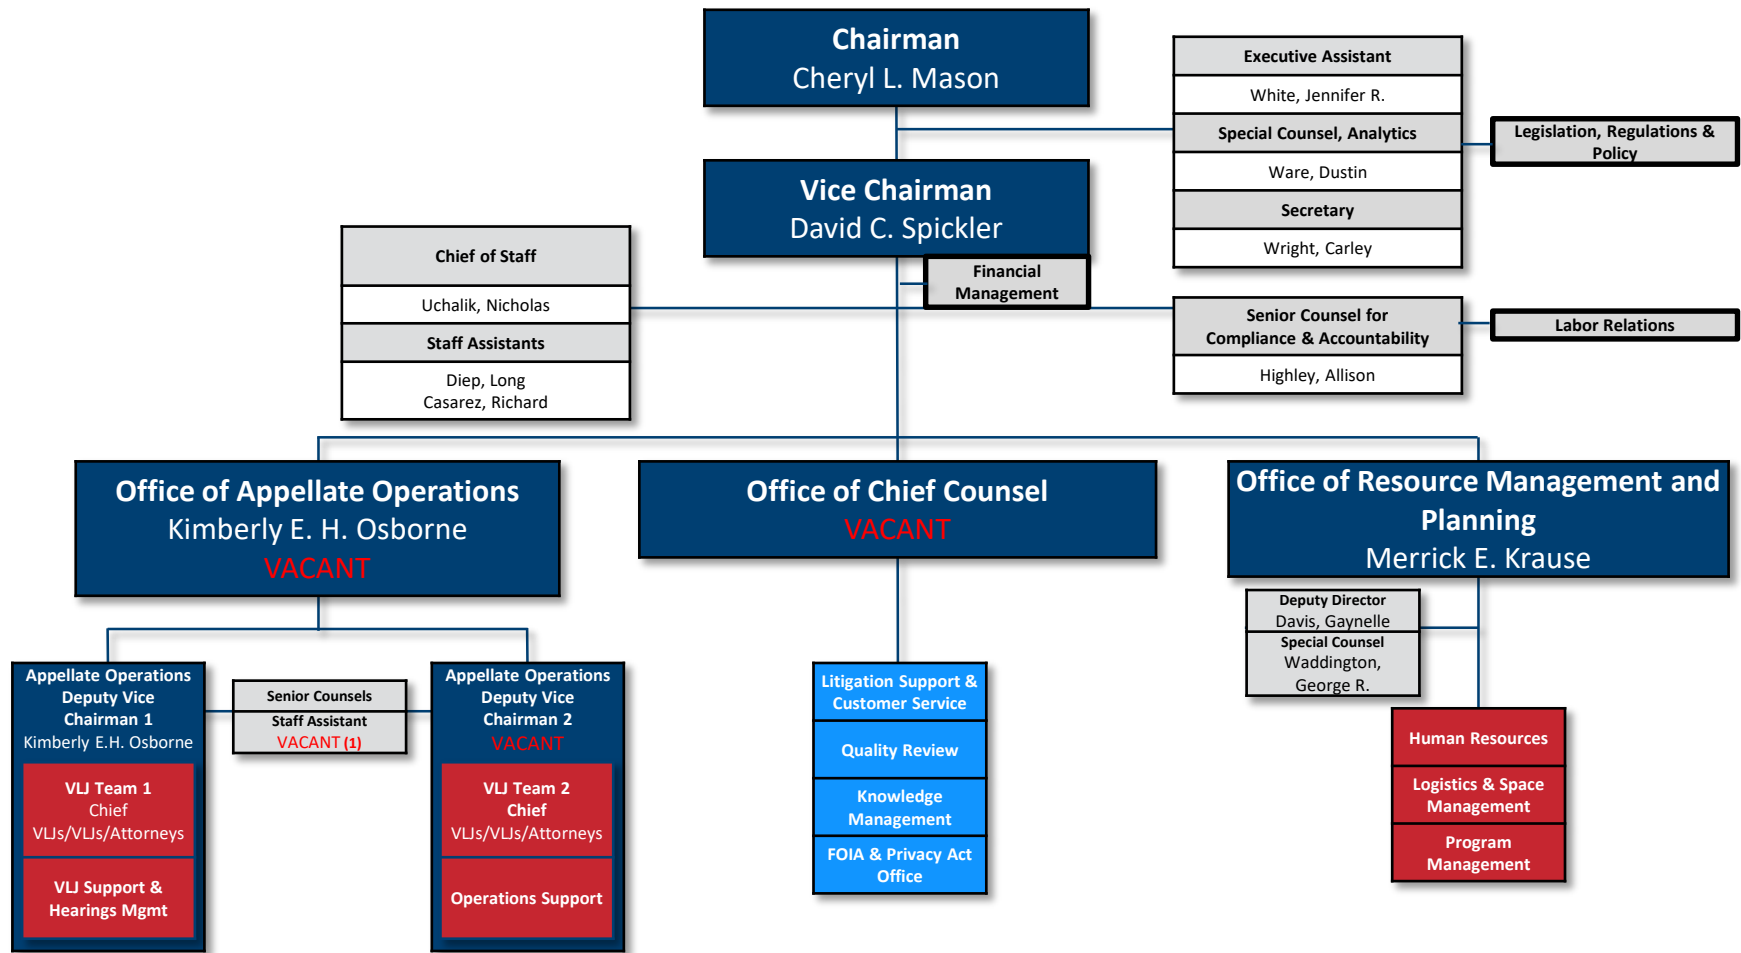 Chairman
Cheryl L. Mason
Executive Assistant
White, Jennifer R.
Special Counsel, Analytics
Ware, Dustin
Secretary
Wright, Carley
Legislation, Regulations &
Policy
Vice Chairman
David C. Spickler
Financial
Management
Chief of Staff
Uchalik, Nicholas
Staff Assistants
Diep, Long
Casarez, Richard
Senior Counsel for
Compliance & Accountability
Highley, Allison
Labor Relations
Office of Appellate Operations
Kimberly E. H. Osborne
VACANT
Office of Chief Counsel
VACANT
Office of Resource Management and
Planning
Merrick E. Krause
Deputy Director
Davis, Gaynelle
Special Counsel
Waddington,
George R.
Appellate Operations
Deputy Vice
Chairman 1
Kimberly E.H. Osborne
VLJ Team 1
Chief
VLJs/VLJs/Attorneys
VLJ Support &
Hearings Mgmt
Senior Counsels
Staff Assistant
VACANT (1)
Appellate Operations
Deputy Vice
Chairman 2
VACANT
VLJ Team 2
Chief
VLJs/VLJs/Attorneys
Operations Support
Litigation Support &
Customer Service
Quality Review
Knowledge
Management
FOIA & Privacy Act
Office
Human Resources
Logistics & Space
Management
Program
Management